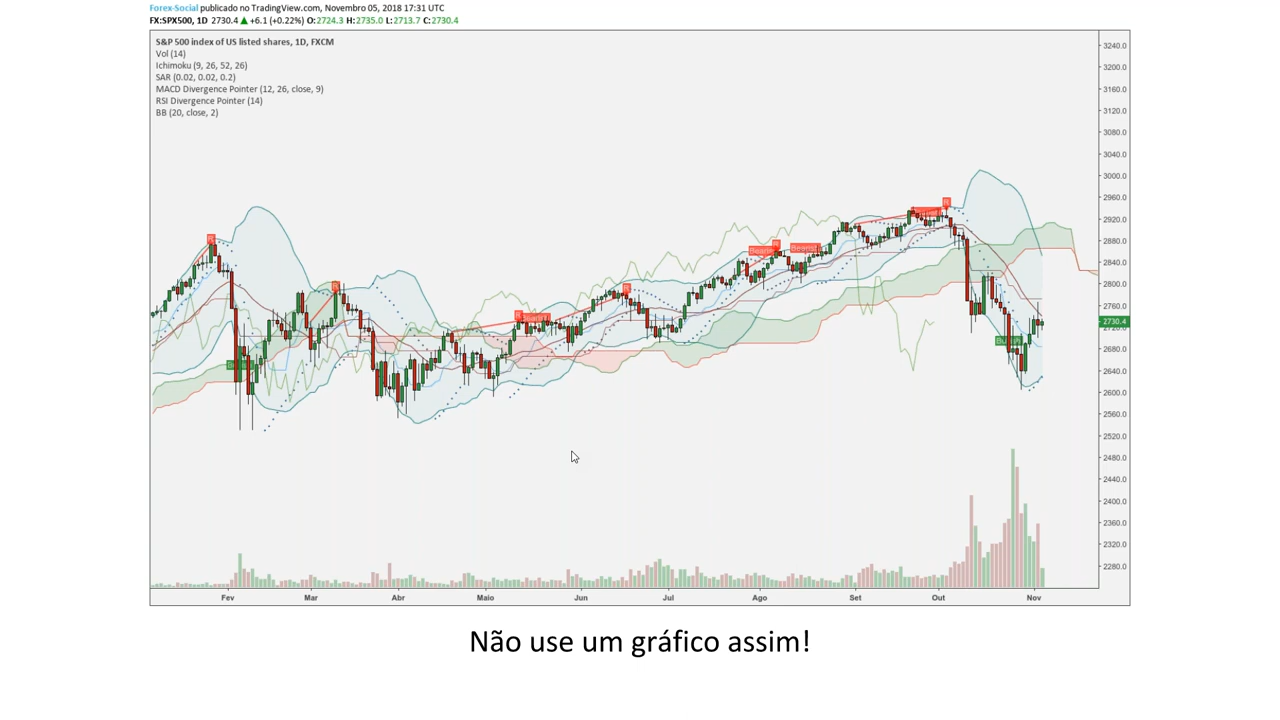 Forex-Social publicado no TradingView.com, Novembro 05, 2018 17:31 UTC
FX:SPX500, 1D 2730.4 ▲ +6.1 (+0.22%) O:2724.3 H:2735.0 L:2713.7 C:2730.4
S&P 500 index of US listed shares, 1D, FXCM
Vol (14)
Ichimoku (9, 26, 52, 26)
SAR (0.02, 0.02, 0.2)
MACD Divergence Pointer (12, 26, close, 9)
RSI Divergence Pointer (14)
BB (20, close, 2)
3240.0
3200.0
3160.0
3120.0
3080.0
3040.0
3000.0
2960.0
2920.0
2880.0
2840.0
2800.0
2760.0
2730.4
2680.0
2640.0
2600.0
2560.0
2520.0
2480.0
2440.0
2400.0
2360.0
2320.0
2280.0
Fev Mar Abr Maio Jun Jul Ago Set Out Nov
Não use um gráfico assim!